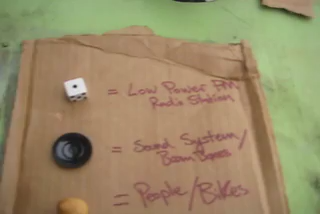 = Low Power FM
Radio Station
= Sound System/
Boom Boxes
= People/Bikes